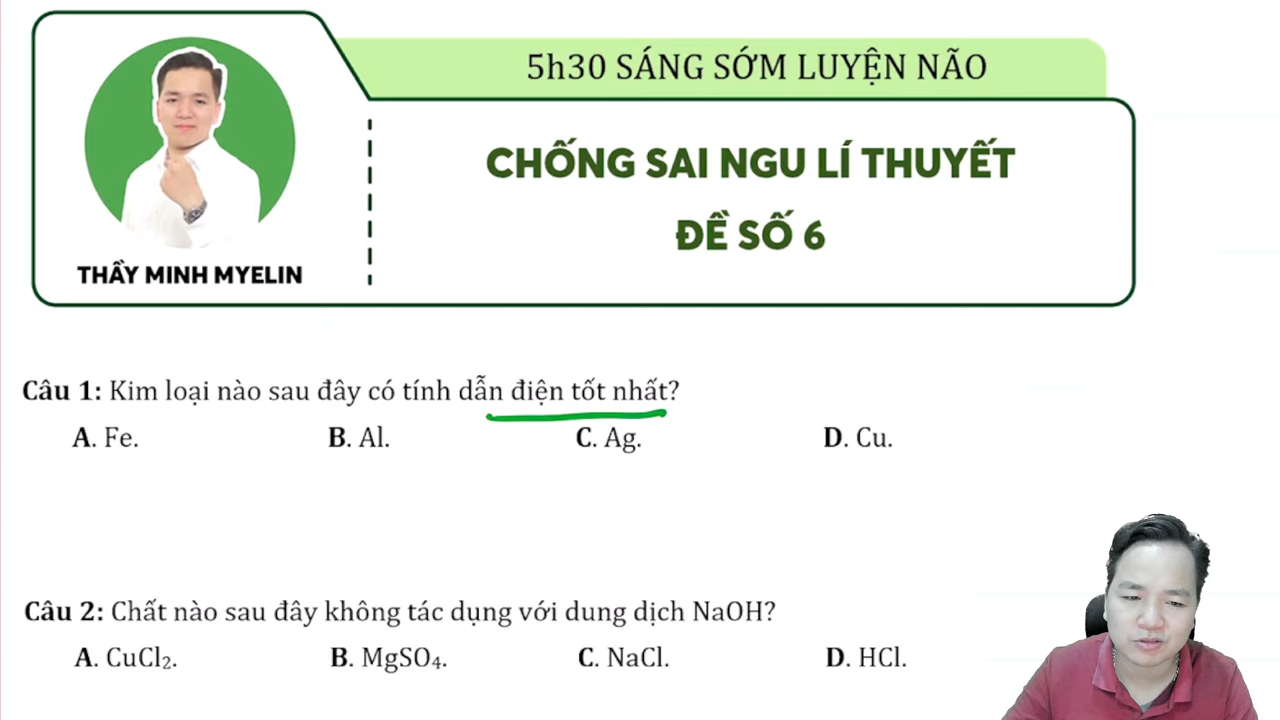 5h30 SÁNG SỚM LUYỆN NÃO
CHỐNG SAI NGU LÍ THUYẾT
ĐỀ SỐ 6
THẦY MINH MYELIN
Câu 1: Kim loại nào sau đây có tính dẫn điện tốt nhất?
A. Fe. B. Al. C. Ag. D. Cu.
Câu 2: Chất nào sau đây không tác dụng với dung dịch NaOH?
A. CuCl₂. B. MgSO₄. C. NaCl. D. HCl.